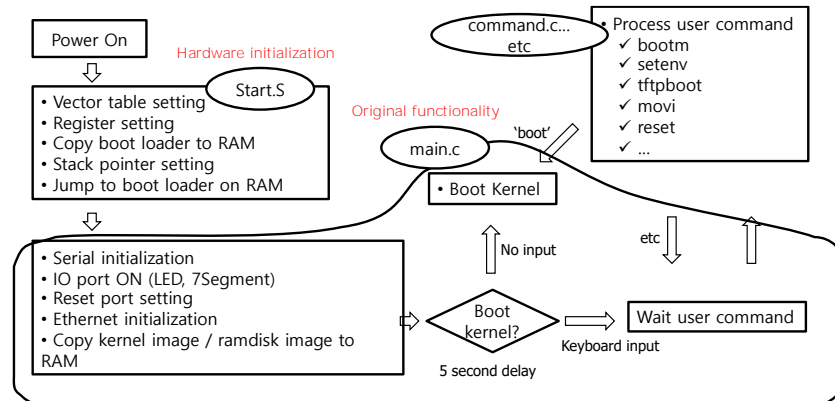 Power On
Hardware initialization
Start.S
• Vector table setting
• Register setting
• Copy boot loader to RAM
• Stack pointer setting
• Jump to boot loader on RAM
command.c...
etc
• Process user command
✓ bootm
✓ setenv
✓ tftpboot
✓ movi
✓ reset
✓ ...
Original functionality
main.c
'boot'
• Boot Kernel
• Serial initialization
• IO port ON (LED, 7Segment)
• Reset port setting
• Ethernet initialization
• Copy kernel image / ramdisk image to
RAM
No input
etc
Boot
kernel?
Keyboard input
Wait user command
5 second delay